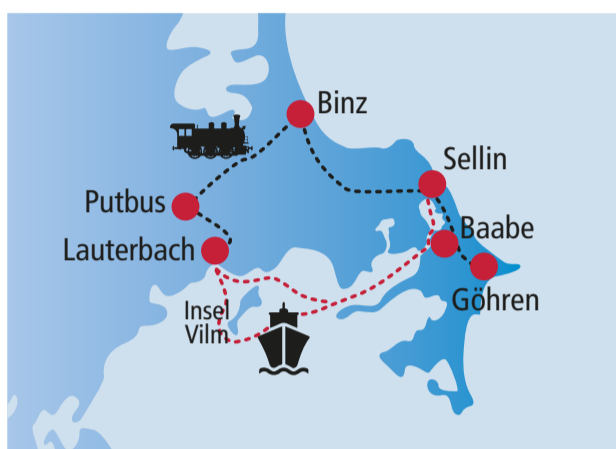 Binz
Sellin
Putbus
Baabe
Lauterbach
Göhren
Insel
Vilm